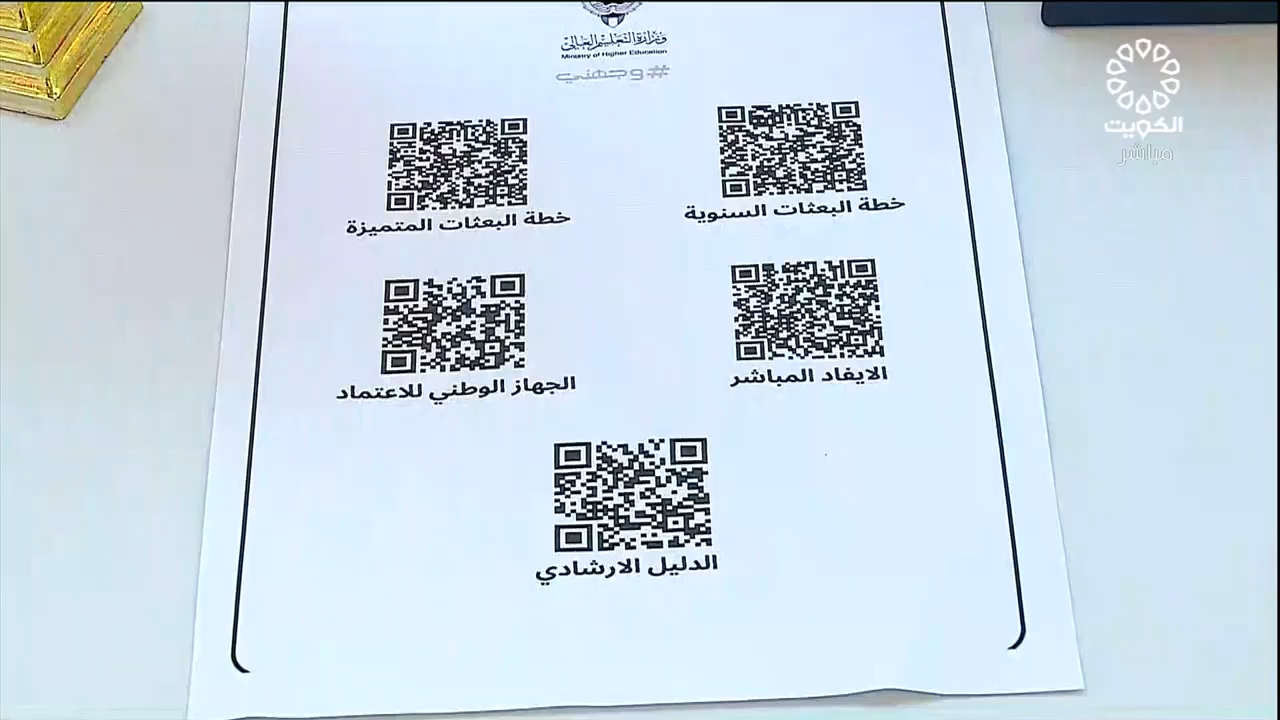 وزارة التعليم العالي
Ministry of Higher Education
#وجهني
الكويت
مباشر
خطة البعثات السنوية
خطة البعثات المتميزة
الايفاد المباشر
الجهاز الوطني للاعتماد
الدليل الارشادي